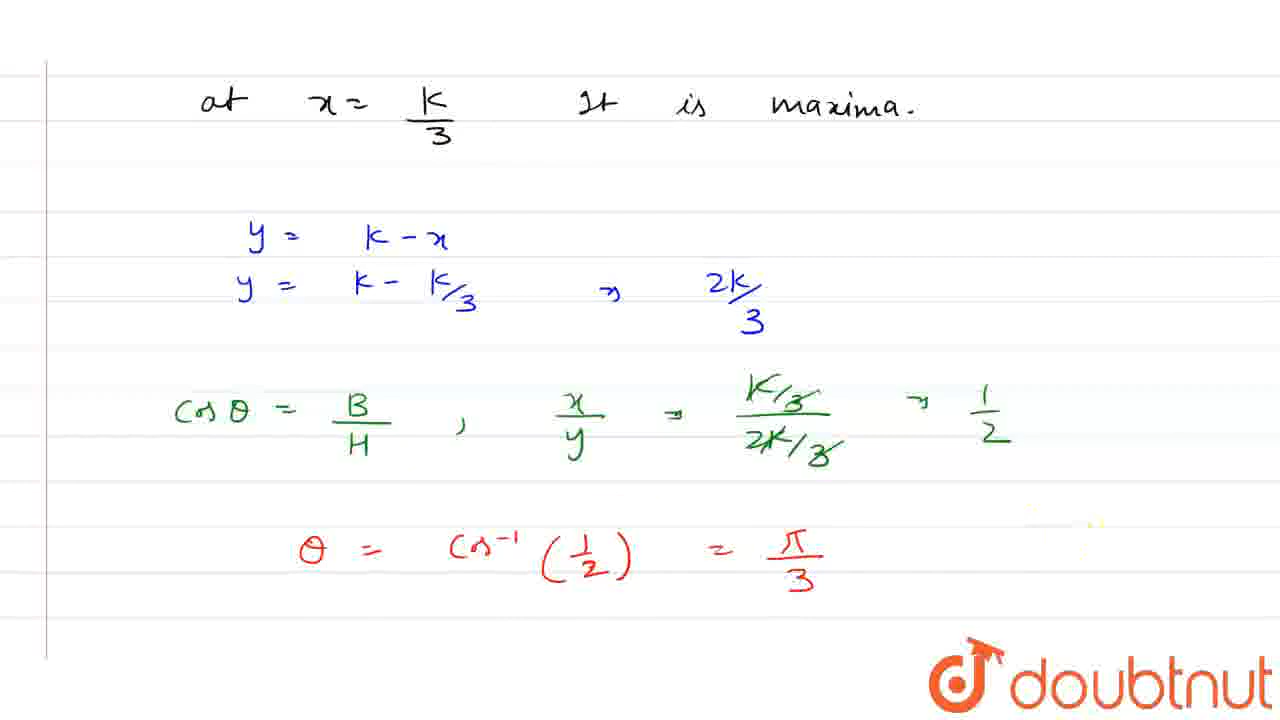 at x = K/3 It is maxima.
y = K - x
y = K - K/3 ⇒ 2K/3
Cos θ = B/H , x/y ⇒ K/3 / 2K/3 ⇒ 1/2
θ = Cos⁻¹ (1/2) = π/3
doubtnut